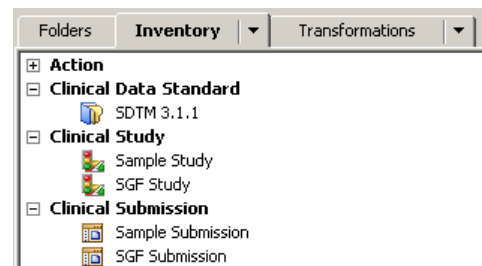 Folders Inventory Transformations
Action
Clinical Data Standard
SDTM 3.1.1
Clinical Study
Sample Study
SGF Study
Clinical Submission
Sample Submission
SGF Submission